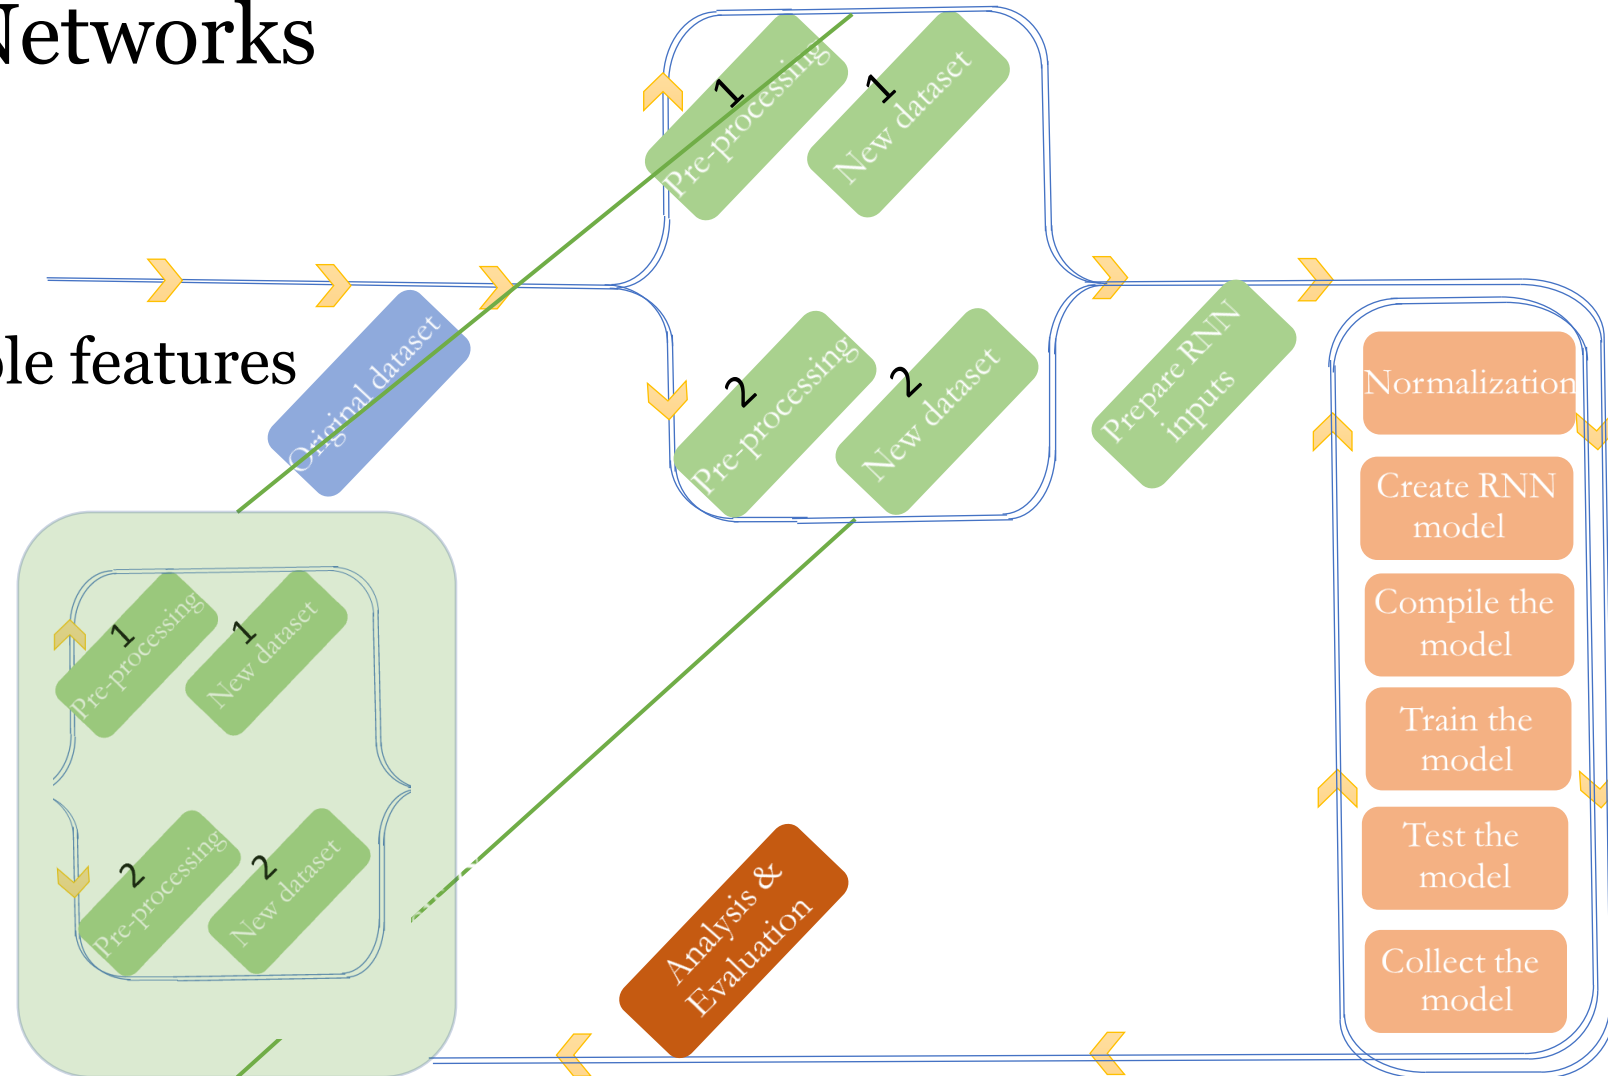 Networks
1
Pre-processing
1
New dataset
ple features
Original dataset
2
Pre-processing
2
New dataset
Prepare RNN
inputs
Normalization
Create RNN
model
Compile the
model
Train the
model
Test the
model
Collect the
model
1
Pre-processing
1
New dataset
2
Pre-processing
2
New dataset
Analysis &
Evaluation